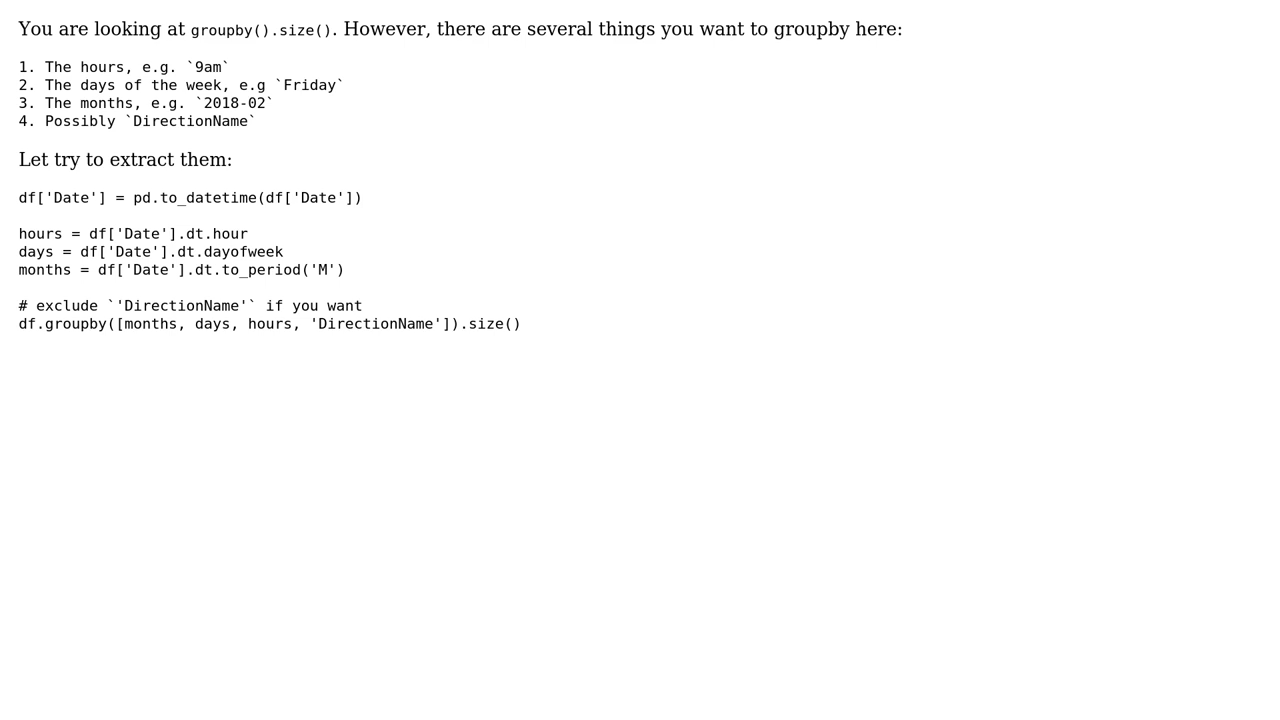 You are looking at groupby().size(). However, there are several things you want to groupby here:
1. The hours, e.g. `9am`
2. The days of the week, e.g `Friday`
3. The months, e.g. `2018-02`
4. Possibly `DirectionName`
Let try to extract them:
df['Date'] = pd.to_datetime(df['Date'])
hours = df['Date'].dt.hour
days = df['Date'].dt.dayofweek
months = df['Date'].dt.to_period('M')
# exclude `'DirectionName'` if you want
df.groupby([months, days, hours, 'DirectionName']).size()